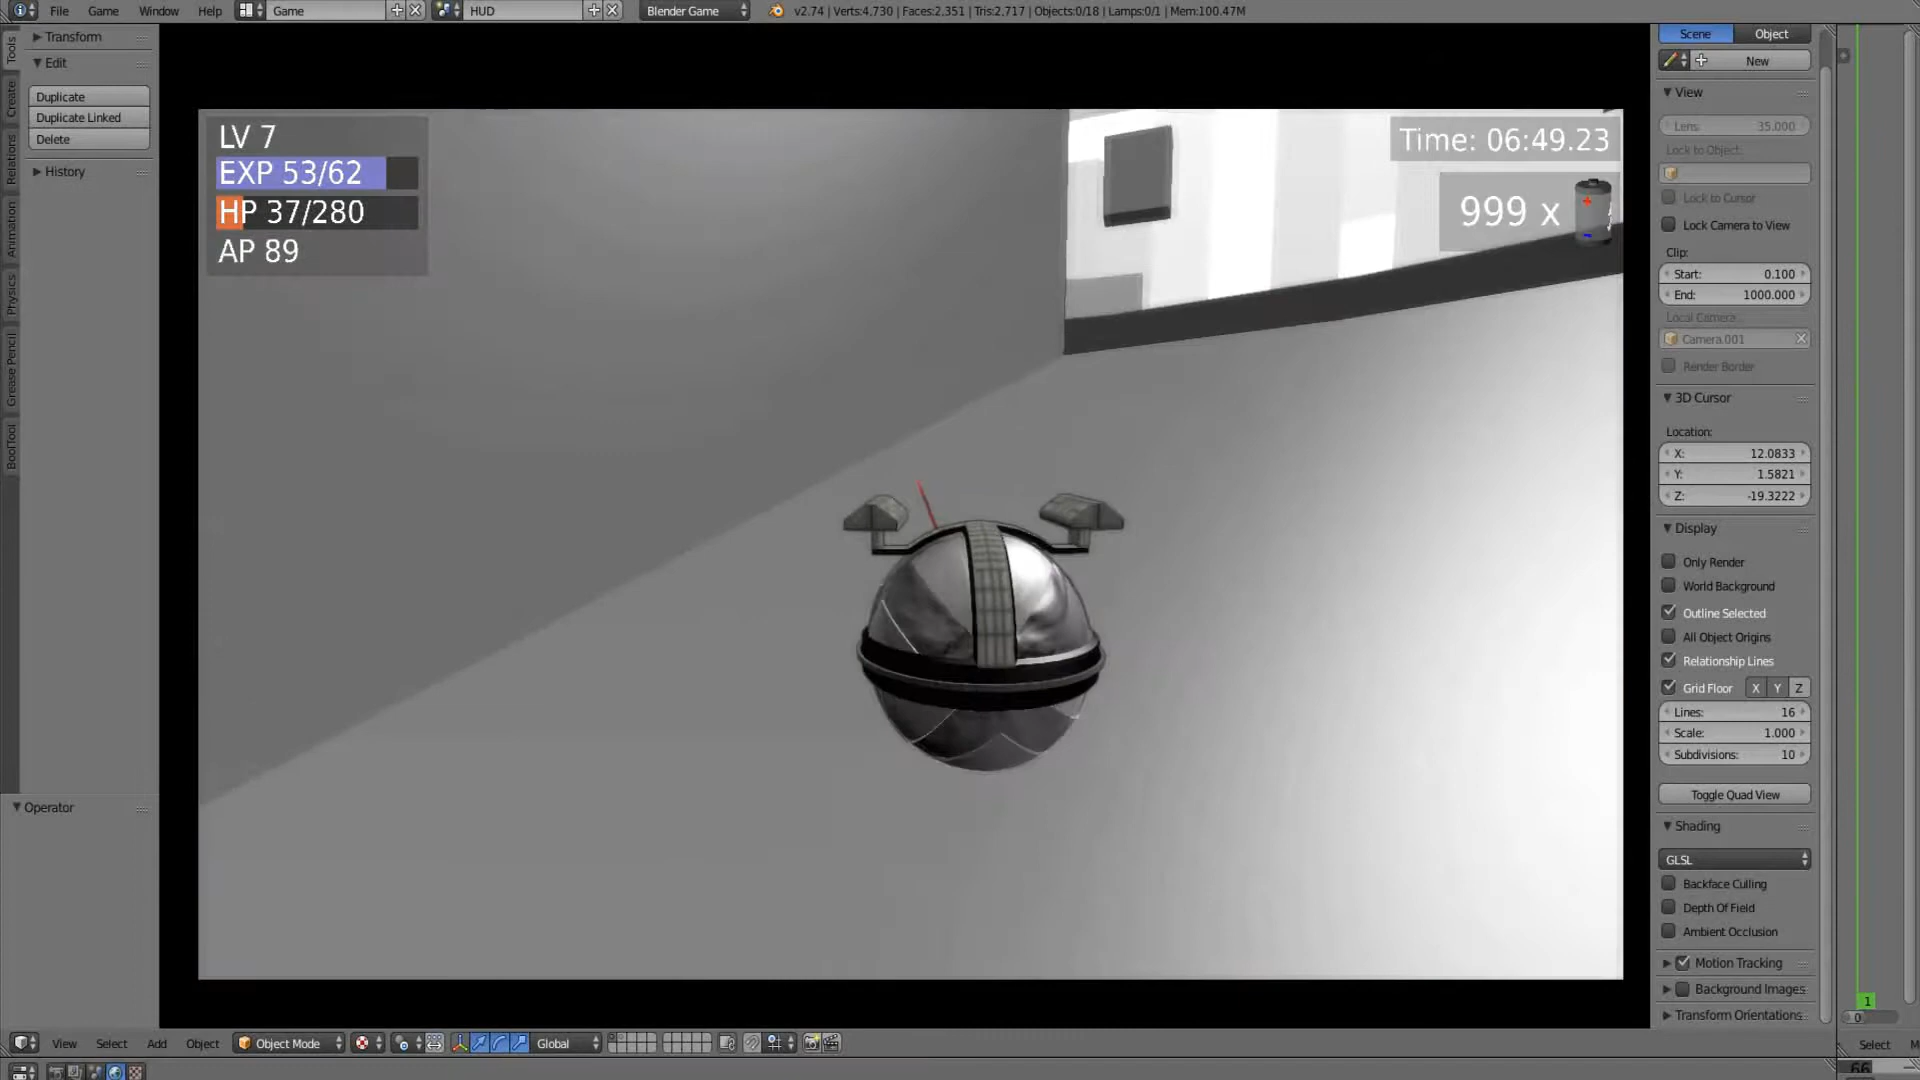 File Game Window Help Game HUD Blender Game v2.74 | Verts:4,730 | Faces:2,351 | Tris:2,717 | Objects:0/18 | Lamps:0/1 | Mem:100.47M
Tools
Create
Relations
Animation
Physics
Grease Pencil
BoolTool
Transform
Edit
Duplicate
Duplicate Linked
Delete
History
Operator
LV 7
EXP 53/62
HP 37/280
AP 89
Time: 06:49.23
999 x
Scene Object
New
View
Lens: 35.000
Lock to Object:
Lock to Cursor
Lock Camera to View
Clip:
Start: 0.100
End: 1000.000
Local Camera:
Camera.001
Render Border
3D Cursor
Location:
X: 12.0833
Y: 1.5821
Z: -19.3222
Display
Only Render
World Background
Outline Selected
All Object Origins
Relationship Lines
Grid Floor X Y Z
Lines: 16
Scale: 1.000
Subdivisions: 10
Toggle Quad View
Shading
GLSL
Backface Culling
Depth Of Field
Ambient Occlusion
Motion Tracking
Background Images
Transform Orientations
1
0
View Select Add Object Object Mode Global
Select M
66